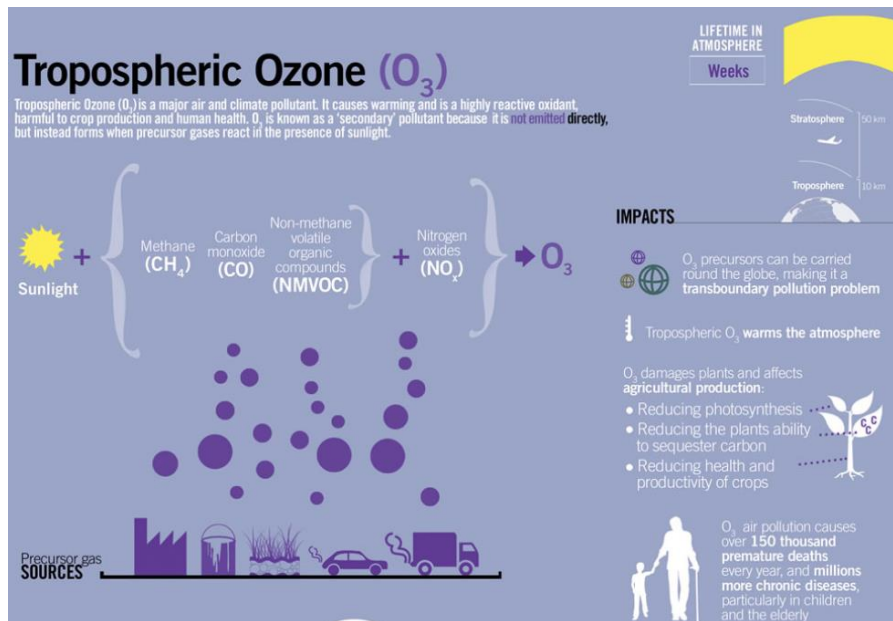 Tropospheric Ozone (O3)
Tropospheric Ozone (O3) is a major air and climate pollutant. It causes warming and is a highly reactive oxidant,
harmful to crop production and human health. O3 is known as a ‘secondary’ pollutant because it is not emitted directly,
but instead forms when precursor gases react in the presence of sunlight.
LIFETIME IN
ATMOSPHERE
Weeks
Stratosphere 50 km
Troposphere 10 km
Sunlight
+
Methane
(CH4)
Carbon
monoxide
(CO)
Non-methane
volatile
organic
compounds
(NMVOC)
+
Nitrogen
oxides
(NOx)
O3
IMPACTS
O3 precursors can be carried
round the globe, making it a
transboundary pollution problem
Tropospheric O3 warms the atmosphere
O3 damages plants and affects
agricultural production:
• Reducing photosynthesis
• Reducing the plants ability
to sequester carbon
• Reducing health and
productivity of crops
C C
C
O3 air pollution causes
over 150 thousand
premature deaths
every year, and millions
more chronic diseases,
particularly in children
and the elderly
Precursor gas
SOURCES